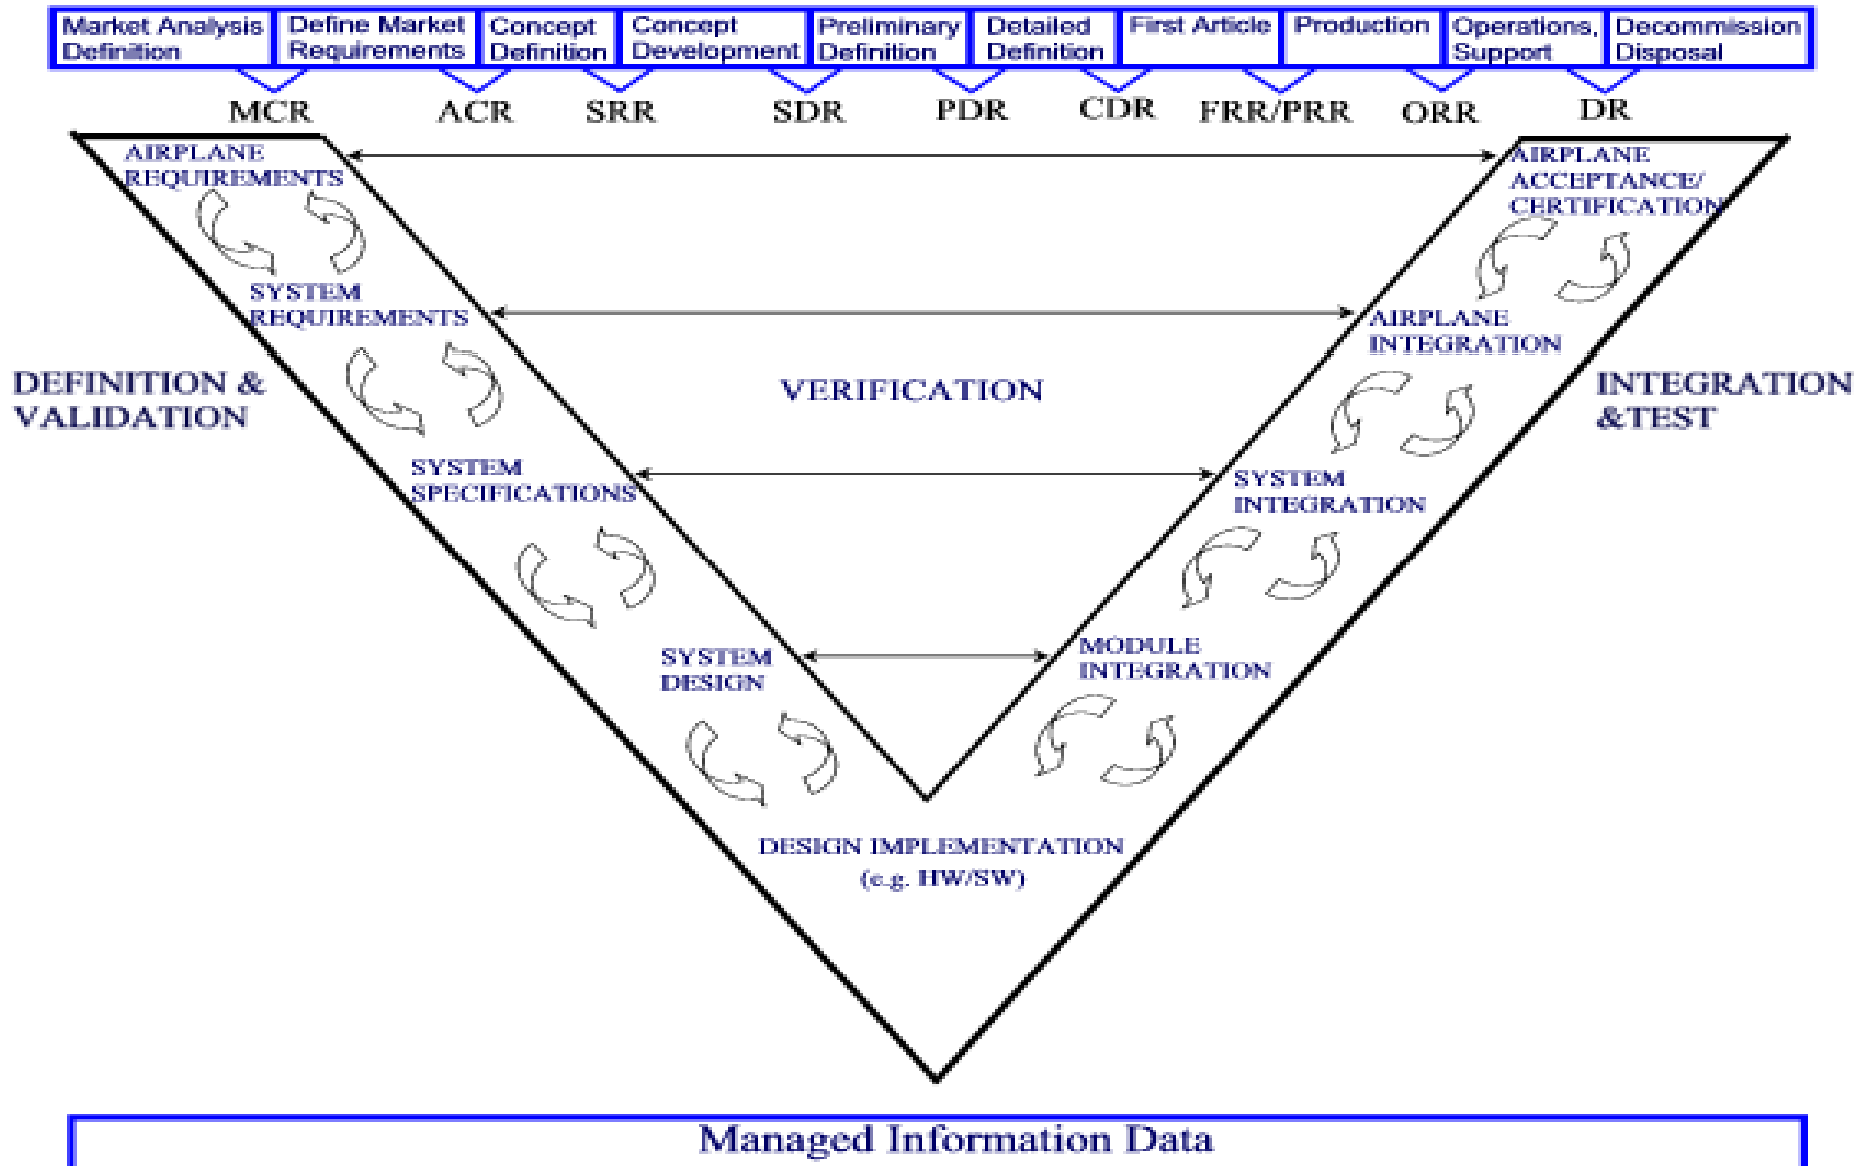 Market Analysis
Definition
Define Market
Requirements
Concept
Definition
Concept
Development
Preliminary
Definition
Detailed
Definition
First Article
Production
Operations,
Support
Decommission
Disposal
MCR
ACR
SRR
SDR
PDR
CDR
FRR/PRR
ORR
DR
AIRPLANE
REQUIREMENTS
AIRPLANE
ACCEPTANCE/
CERTIFICATION
SYSTEM
REQUIREMENTS
AIRPLANE
INTEGRATION
DEFINITION &
VALIDATION
VERIFICATION
INTEGRATION
&TEST
SYSTEM
SPECIFICATIONS
SYSTEM
INTEGRATION
SYSTEM
DESIGN
MODULE
INTEGRATION
DESIGN IMPLEMENTATION
(e.g. HW/SW)
Managed Information Data